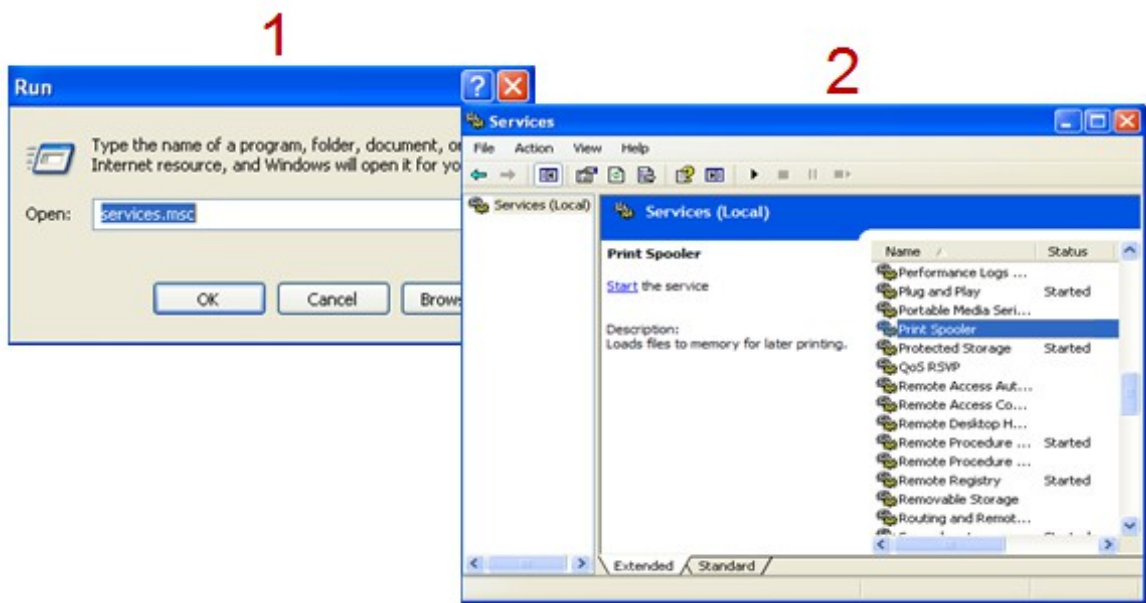 1
Run
Type the name of a program, folder, document, or
Internet resource, and Windows will open it for yo
Open:
services.msc
OK
Cancel
Brow
2
Services
File Action View Help
Services (Local)
Services (Local)
Print Spooler
Start the service
Description:
Loads files to memory for later printing.
Name Status
Performance Logs ...
Plug and Play Started
Portable Media Seri...
Print Spooler
Protected Storage Started
QoS RSVP
Remote Access Aut...
Remote Access Co...
Remote Desktop H...
Remote Procedure ... Started
Remote Procedure ...
Remote Registry Started
Removable Storage
Routing and Remot...
Extended Standard